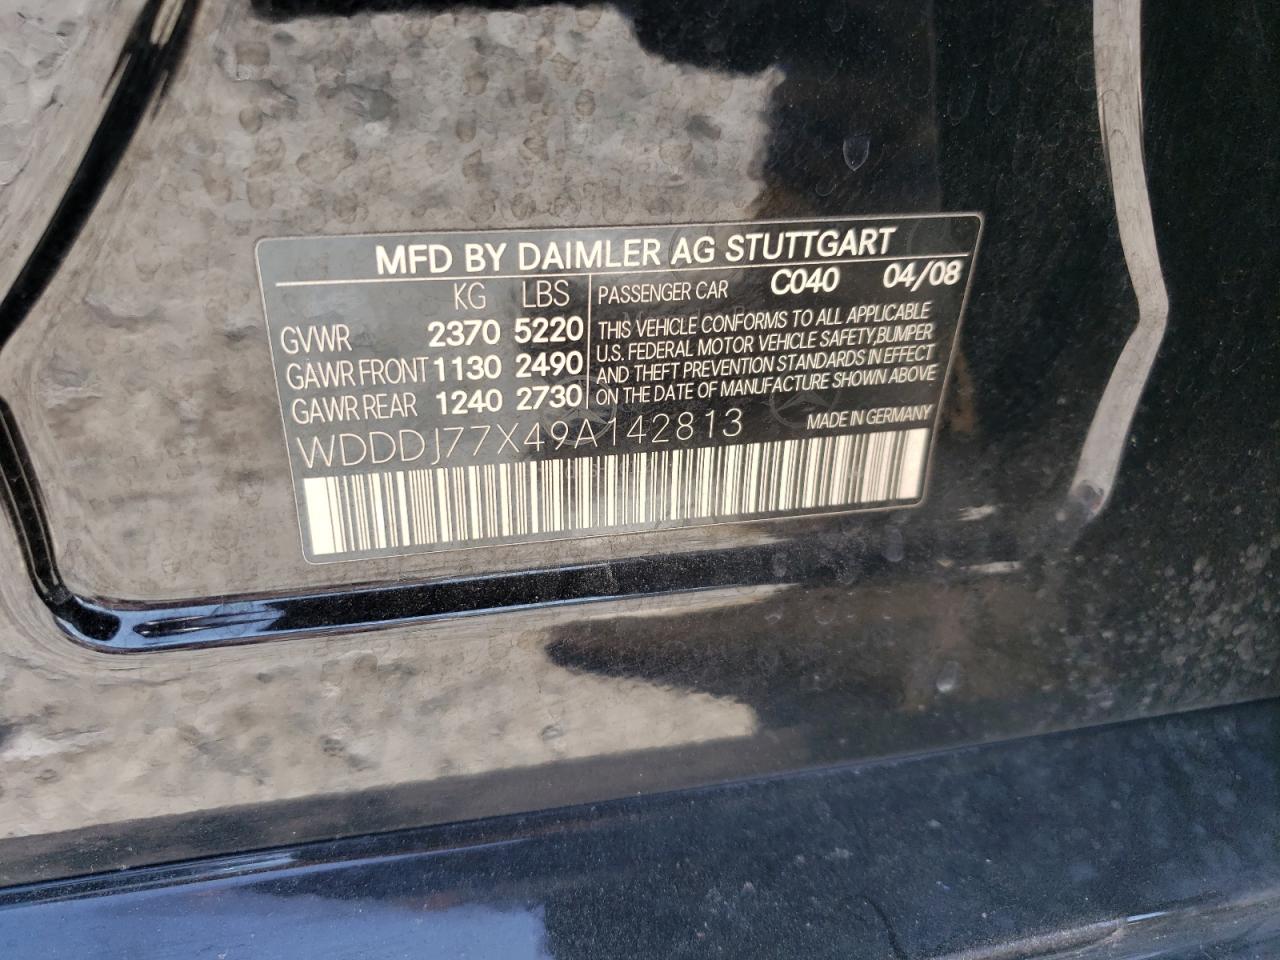 MFD BY DAIMLER AG STUTTGART
KG LBS
GVWR 2370 5220
GAWR FRONT 1130 2490
GAWR REAR 1240 2730
PASSENGER CAR C040 04/08
THIS VEHICLE CONFORMS TO ALL APPLICABLE
U.S. FEDERAL MOTOR VEHICLE SAFETY,BUMPER
AND THEFT PREVENTION STANDARDS IN EFFECT
ON THE DATE OF MANUFACTURE SHOWN ABOVE
WDDDJ77X49A142813 MADE IN GERMANY